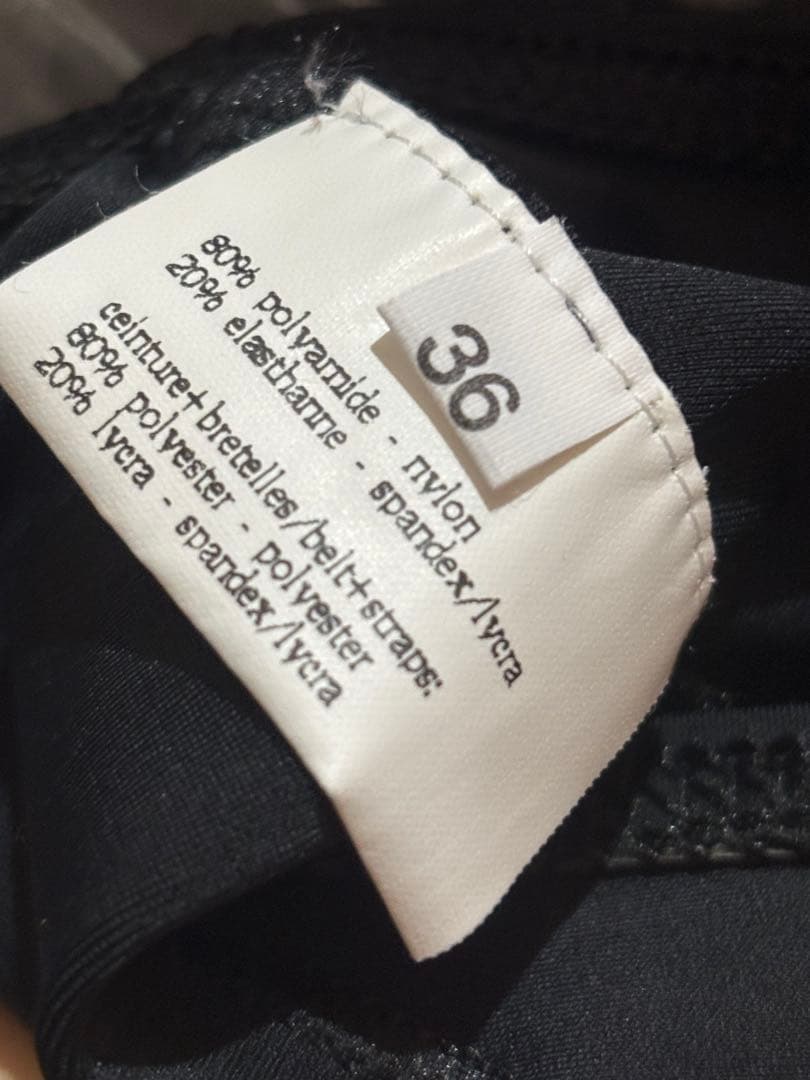 36
80% polyamide - nylon
20% elasthanne - spandex/lycra
ceinture+bretelles/belt+straps:
80% polyester - polyester
20% lycra - spandex/lycra